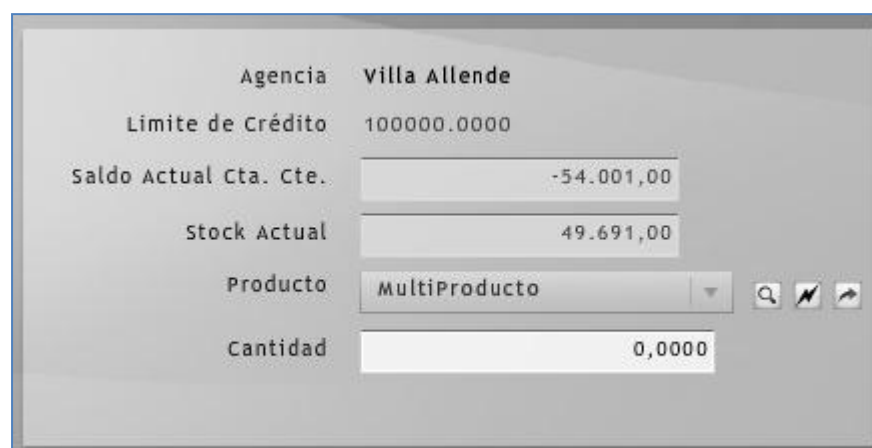 Agencia Villa Allende
Limite de Crédito 100000.0000
Saldo Actual Cta. Cte. -54.001,00
Stock Actual 49.691,00
Producto MultiProducto
Cantidad 0,0000